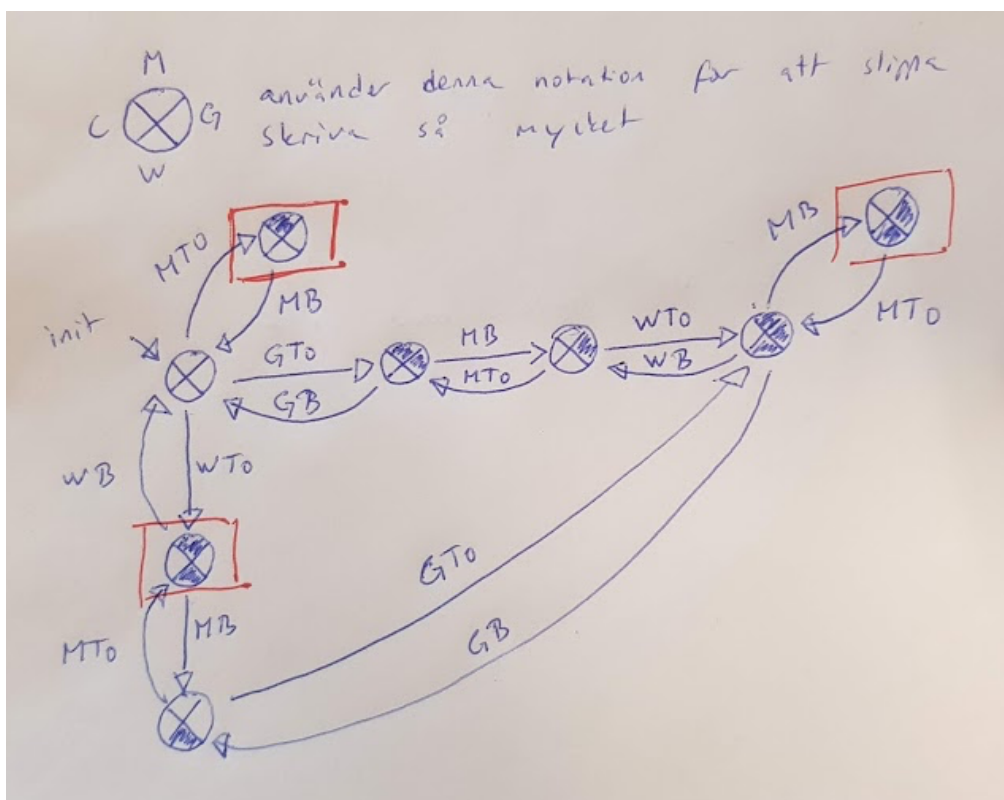 M
C G
W
använder denna notation för att slippa
skriva så mycket
MTO
MB
init
GTO
GB
MB
MTO
WTO
WB
MB
MTO
WB
WTO
MTO
MB
GTO
GB